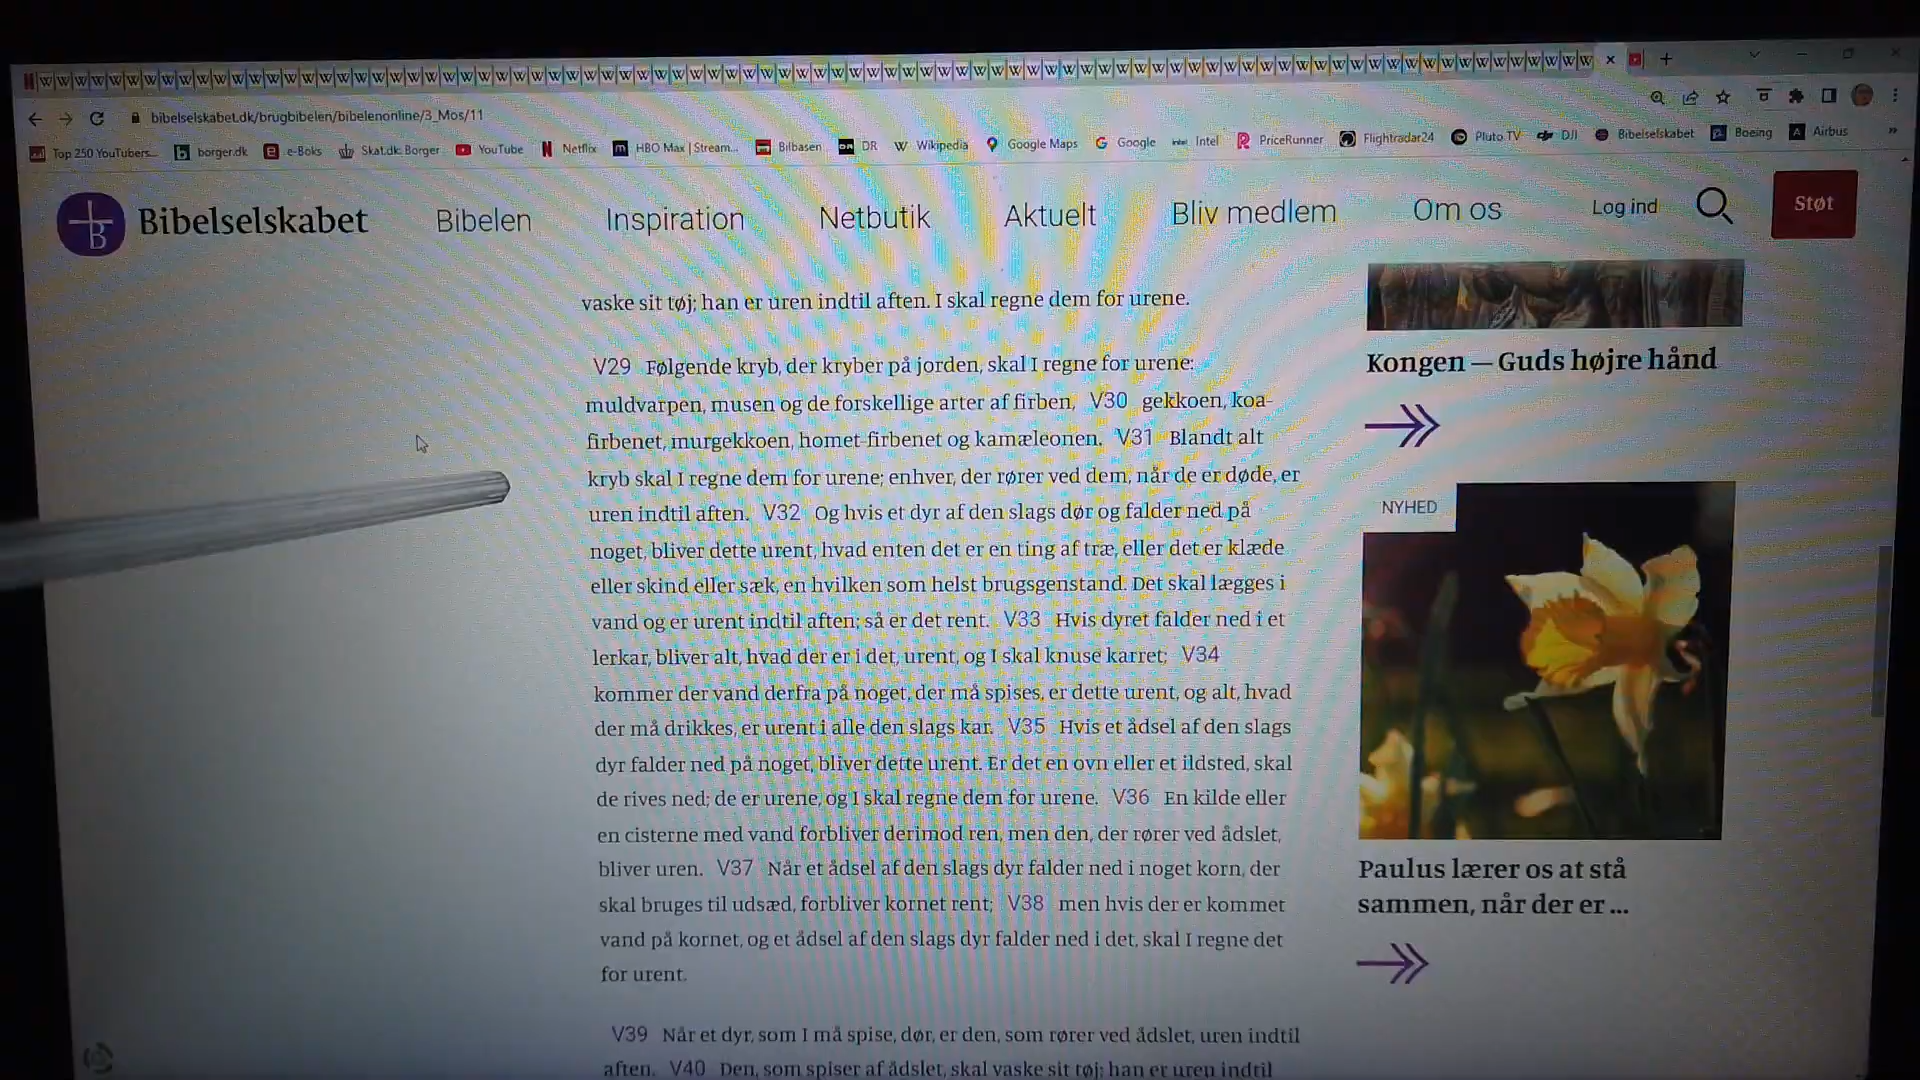 bibelselskabet.dk/brugbibelen/bibelenonline/3_Mos/11
Top 250 YouTubers... borger.dk e-Boks Skat.dk: Borger YouTube Netflix HBO Max | Stream... Bilbasen DR Wikipedia Google Maps Google Intel PriceRunner Flightradar24 Pluto TV DJI Bibelselskabet Boeing Airbus
Bibelselskabet Bibelen Inspiration Netbutik Aktuelt Bliv medlem Om os Log ind Støt
vaske sit tøj; han er uren indtil aften. I skal regne dem for urene.
V29 Følgende kryb, der kryber på jorden, skal I regne for urene:
muldvarpen, musen og de forskellige arter af firben, V30 gekkoen, koa-
firbenet, murgekkoen, homet-firbenet og kamæleonen. V31 Blandt alt
kryb skal I regne dem for urene; enhver, der rører ved dem, når de er døde, er
uren indtil aften. V32 Og hvis et dyr af den slags dør og falder ned på
noget, bliver dette urent, hvad enten det er en ting af træ, eller det er klæde
eller skind eller sæk, en hvilken som helst brugsgenstand. Det skal lægges i
vand og er urent indtil aften; så er det rent. V33 Hvis dyret falder ned i et
lerkar, bliver alt, hvad der er i det, urent, og I skal knuse karret; V34
kommer der vand derfra på noget, der må spises, er dette urent, og alt, hvad
der må drikkes, er urent i alle den slags kar. V35 Hvis et ådsel af den slags
dyr falder ned på noget, bliver dette urent. Er det en ovn eller et ildsted, skal
de rives ned; de er urene, og I skal regne dem for urene. V36 En kilde eller
en cisterne med vand forbliver derimod ren, men den, der rører ved ådslet,
bliver uren. V37 Når et ådsel af den slags dyr falder ned i noget korn, der
skal bruges til udsæd, forbliver kornet rent; V38 men hvis der er kommet
vand på kornet, og et ådsel af den slags dyr falder ned i det, skal I regne det
for urent.
V39 Når et dyr, som I må spise, dør, er den, som rører ved ådslet, uren indtil
aften. V40 Den, som spiser af ådslet, skal vaske sit tøj; han er uren indtil
Kongen — Guds højre hånd
NYHED
Paulus lærer os at stå
sammen, når der er ...